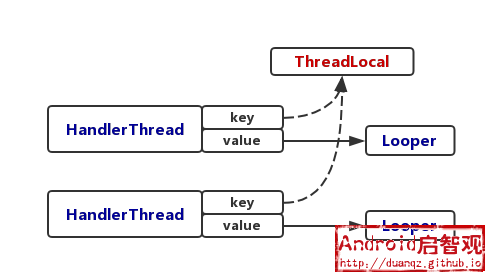 ThreadLocal
HandlerThread
key
value
Looper
HandlerThread
key
value
Looper
Android启智观
http://duanqz.github.io